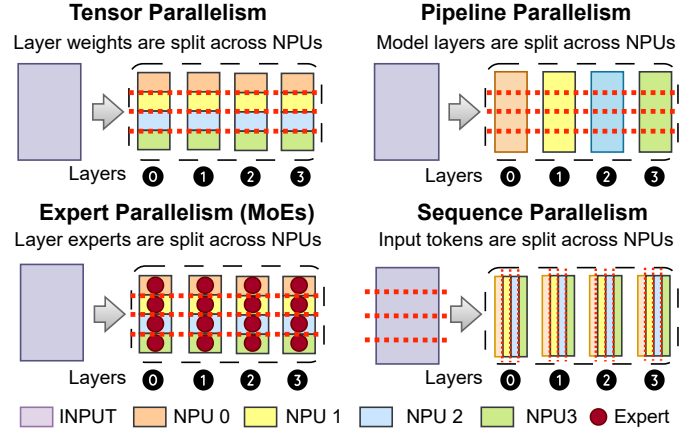 Tensor Parallelism
Layer weights are split across NPUs
Layers 0 1 2 3
Pipeline Parallelism
Model layers are split across NPUs
Layers 0 1 2 3
Expert Parallelism (MoEs)
Layer experts are split across NPUs
Layers 0 1 2 3
Sequence Parallelism
Input tokens are split across NPUs
Layers 0 1 2 3
INPUT NPU 0 NPU 1 NPU 2 NPU3 Expert